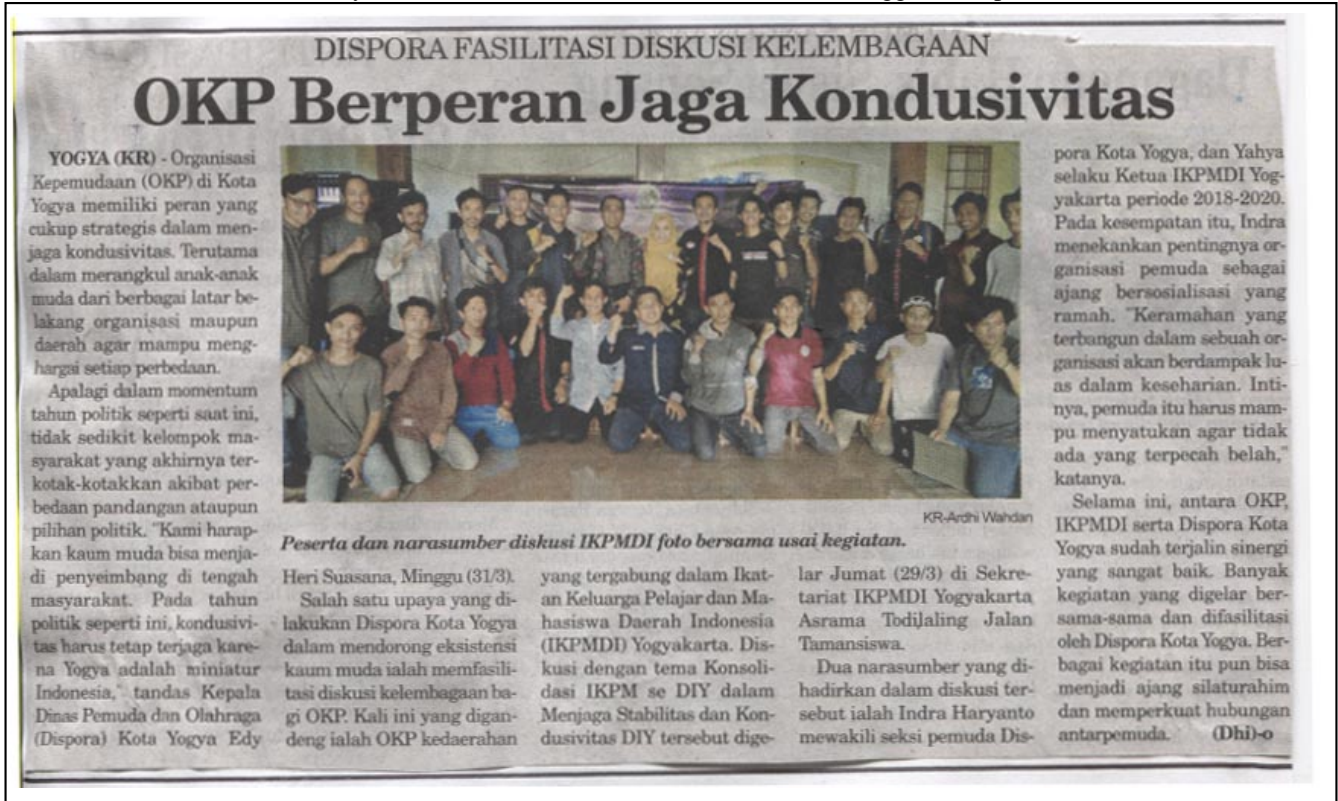 DISPORA FASILITASI DISKUSI KELEMBAGAAN
OKP Berperan Jaga Kondusivitas
YOGYA (KR) - Organisasi
Kepemudaan (OKP) di Kota
Yogya memiliki peran yang
cukup strategis dalam men-
jaga kondusivitas. Terutama
dalam merangkul anak-anak
muda dari berbagai latar be-
lakang organisasi maupun
daerah agar mampu meng-
hargai setiap perbedaan.
Apalagi dalam momentum
tahun politik seperti saat ini,
tidak sedikit kelompok ma-
syarakat yang akhirnya ter-
kotak-kotakkan akibat per-
bedaan pandangan ataupun
pilihan politik. "Kami harap-
kan kaum muda bisa menja-
di penyeimbang di tengah
masyarakat. Pada tahun
politik seperti ini, kondusivi-
tas harus tetap terjaga kare-
na Yogya adalah miniatur
Indonesia," tandas Kepala
Dinas Pemuda dan Olahraga
(Dispora) Kota Yogya Edy
KR-Ardhi Wahdan
Peserta dan narasumber diskusi IKPMDI foto bersama usai kegiatan.
Heri Suasana, Minggu (31/3).
Salah satu upaya yang di-
lakukan Dispora Kota Yogya
dalam mendorong eksistensi
kaum muda ialah memfasili-
tasi diskusi kelembagaan ba-
gi OKP. Kali ini yang digan-
deng ialah OKP kedaerahan
yang tergabung dalam Ikat-
an Keluarga Pelajar dan Ma-
hasiswa Daerah Indonesia
(IKPMDI) Yogyakarta. Dis-
kusi dengan tema Konsoli-
dasi IKPM se DIY dalam
Menjaga Stabilitas dan Kon-
dusivitas DIY tersebut dige-
lar Jumat (29/3) di Sekre-
tariat IKPMDI Yogyakarta
Asrama Todijaling Jalan
Tamansiswa.
Dua narasumber yang di-
hadirkan dalam diskusi ter-
sebut ialah Indra Haryanto
mewakili seksi pemuda Dis-
pora Kota Yogya, dan Yahya
selaku Ketua IKPMDI Yog-
yakarta periode 2018-2020.
Pada kesempatan itu, Indra
menekankan pentingnya or-
ganisasi pemuda sebagai
ajang bersosialisasi yang
ramah. "Keramahan yang
terbangun dalam sebuah or-
ganisasi akan berdampak lu-
as dalam keseharian. Inti-
nya, pemuda itu harus mam-
pu menyatukan agar tidak
ada yang terpecah belah,"
katanya.
Selama ini, antara OKP,
IKPMDI serta Dispora Kota
Yogya sudah terjalin sinergi
yang sangat baik. Banyak
kegiatan yang digelar ber-
sama-sama dan difasilitasi
oleh Dispora Kota Yogya. Ber-
bagai kegiatan itu pun bisa
menjadi ajang silaturahim
dan memperkuat hubungan
antarpemuda. (Dhi)-o